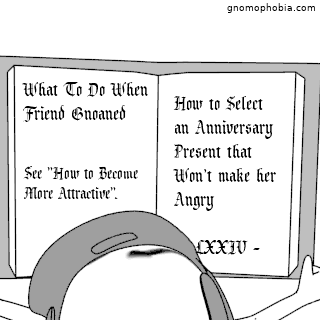 gnomophobia.com
What To Do When
Friend Gnoaned
See "How to Become
More Attractive".
How to Select
an Anniversary
Present that
Won't make her
Angry
LXXIV -